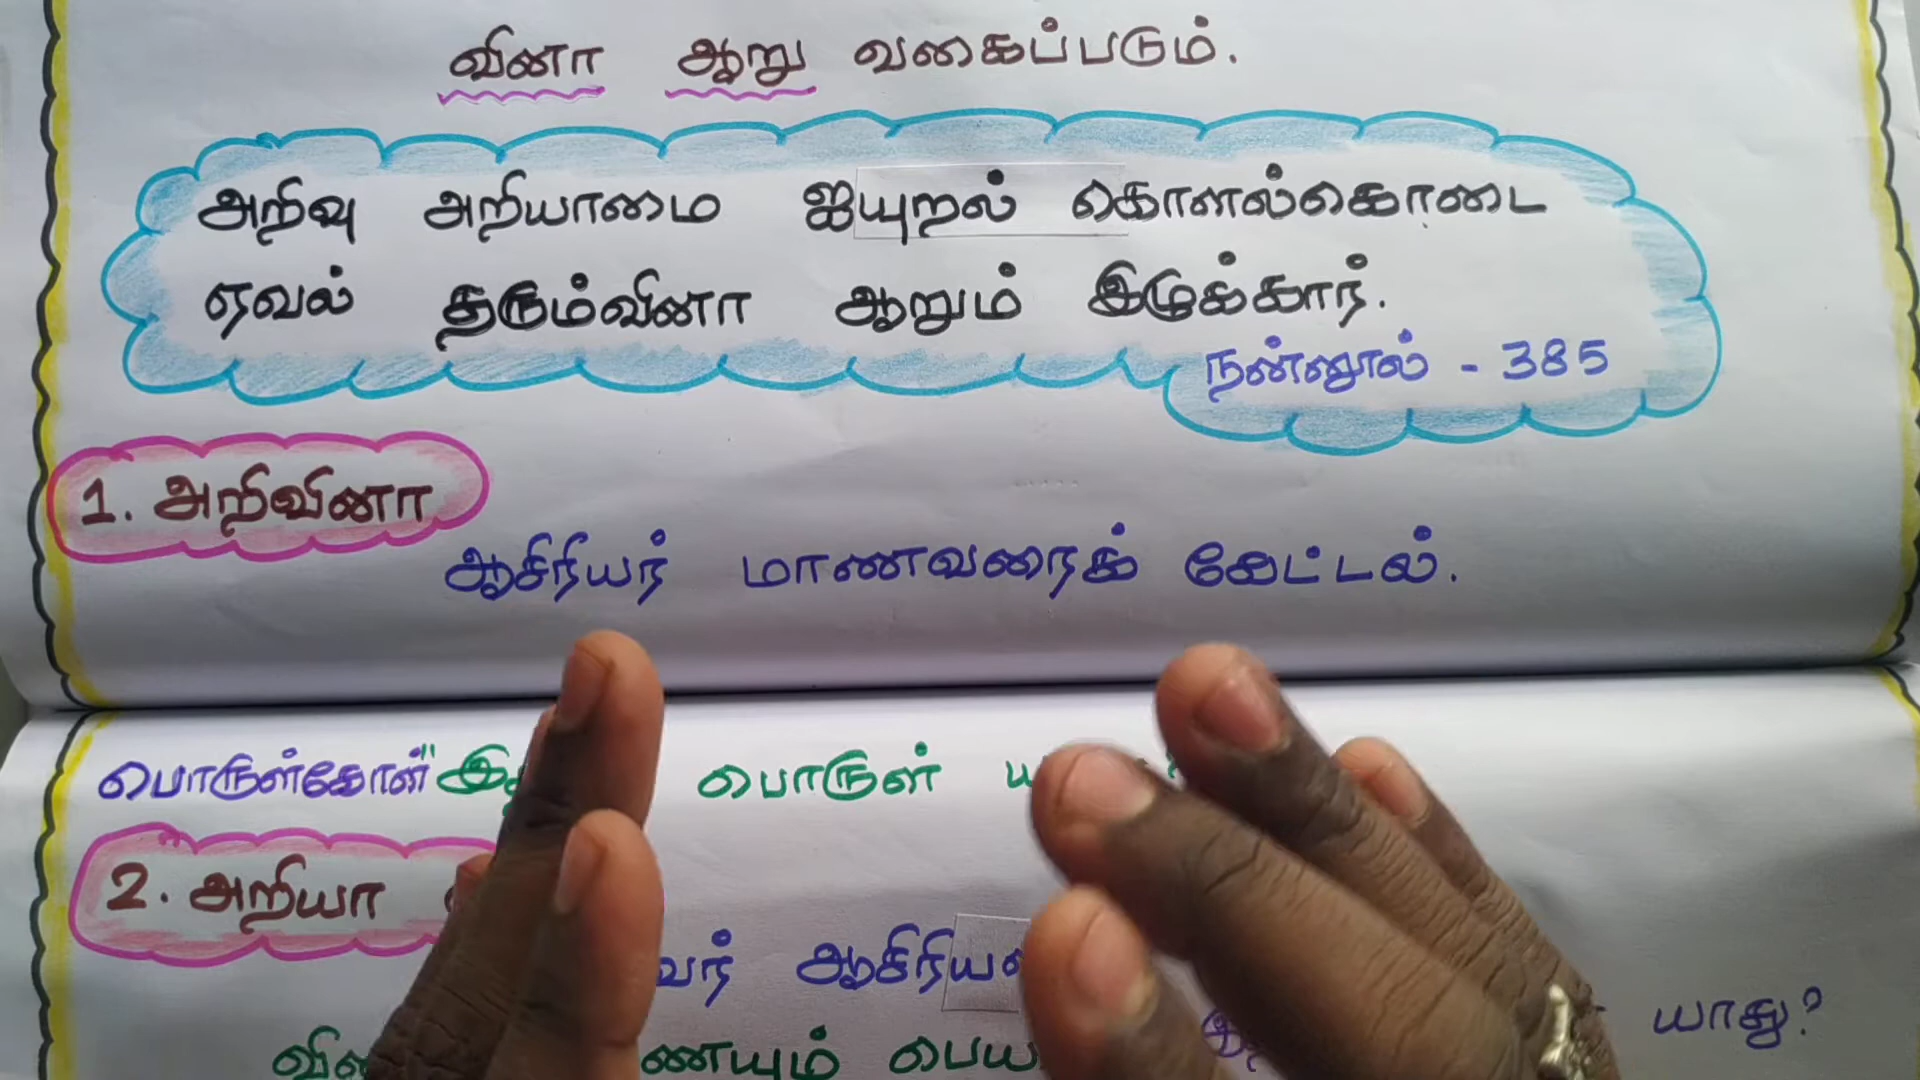 வினா ஆறு வகைப்படும்.
அறிவு அறியாமை ஐயுறல் கொளல்கொடை
ஏவல் தரும்வினா ஆறும் இழுக்கார்.
நன்னூல் - 385
1. அறிவினா
ஆசிரியர் மாணவரைக் கேட்டல்.
பொருள்கோள்" பொருள்
2. அறியா
ஆசிரிய
யாது?